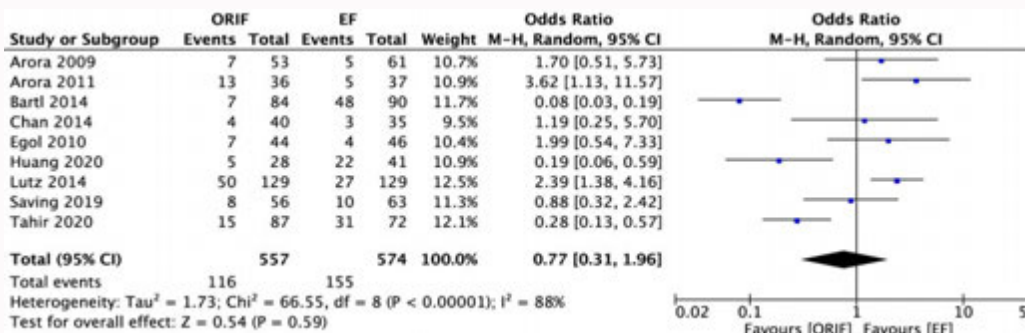 ORIF EF Odds Ratio Odds Ratio
Study or Subgroup Events Total Events Total Weight M-H, Random, 95% CI M-H, Random, 95% CI
Arora 2009 7 53 5 61 10.7% 1.70 [0.51, 5.73]
Arora 2011 13 36 5 37 10.9% 3.62 [1.13, 11.57]
Bartl 2014 7 84 48 90 11.7% 0.08 [0.03, 0.19]
Chan 2014 4 40 3 35 9.5% 1.19 [0.25, 5.70]
Egol 2010 7 44 4 46 10.4% 1.99 [0.54, 7.33]
Huang 2020 5 28 22 41 10.9% 0.19 [0.06, 0.59]
Lutz 2014 50 129 27 129 12.5% 2.39 [1.38, 4.16]
Saving 2019 8 56 10 63 11.3% 0.88 [0.32, 2.42]
Tahir 2020 15 87 31 72 12.1% 0.28 [0.13, 0.57]
Total (95% CI) 557 574 100.0% 0.77 [0.31, 1.96]
Total events 116 155
Heterogeneity: Tau² = 1.73; Chi² = 66.55, df = 8 (P < 0.00001); I² = 88%
Test for overall effect: Z = 0.54 (P = 0.59)
0.02 0.1 1 10 5
Favours [ORIF] Favours [EF]